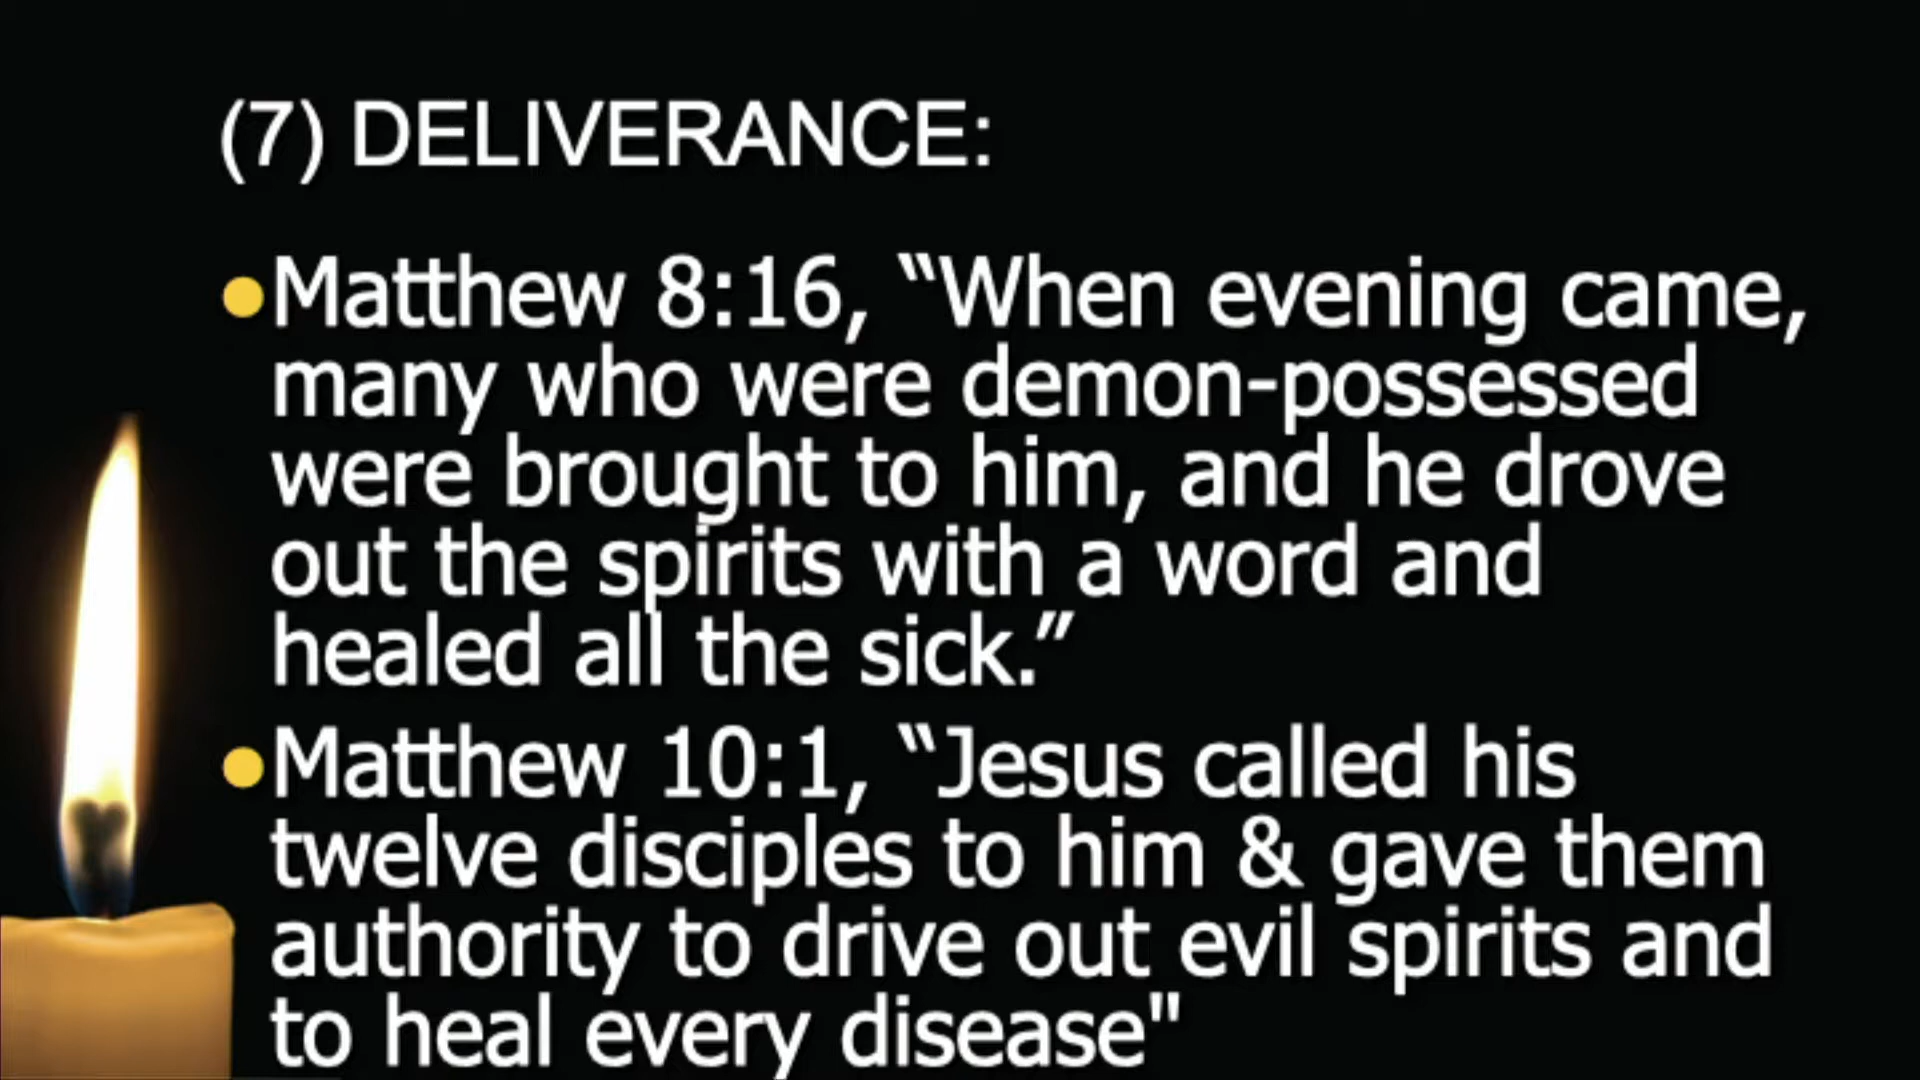 (7) DELIVERANCE:
•Matthew 8:16, “When evening came,
many who were demon-possessed
were brought to him, and he drove
out the spirits with a word and
healed all the sick.”
•Matthew 10:1, “Jesus called his
twelve disciples to him & gave them
authority to drive out evil spirits and
to heal every disease"